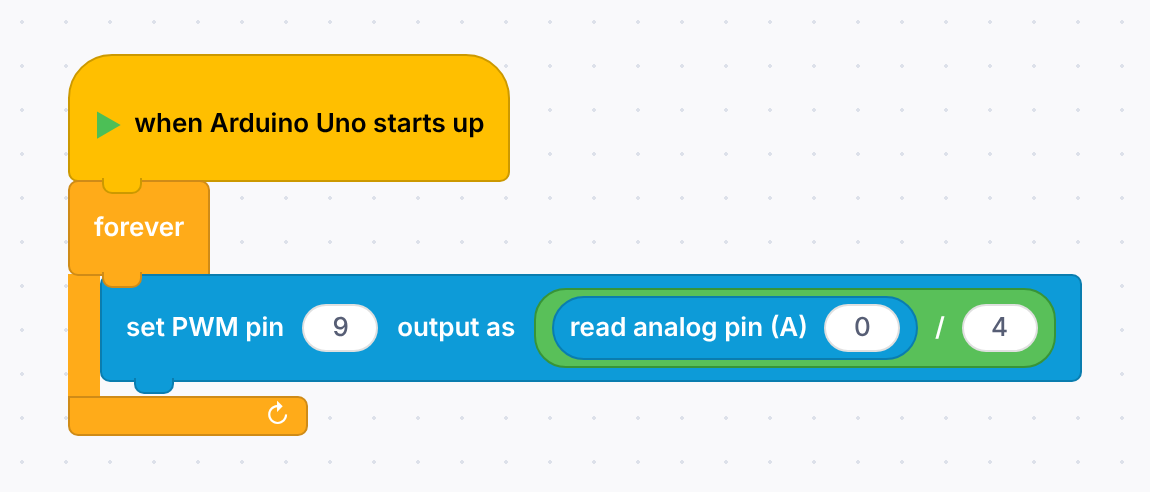 when Arduino Uno starts up
forever
set PWM pin 9 output as read analog pin (A) 0 / 4